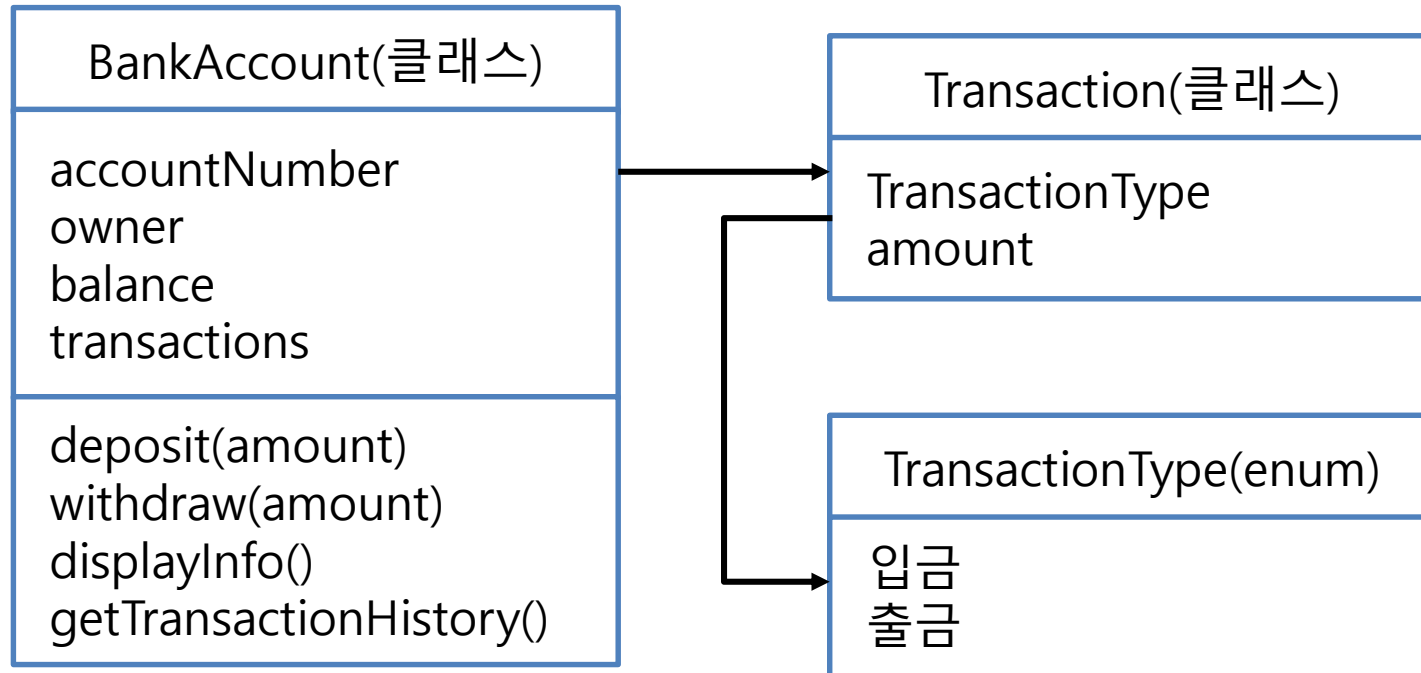 BankAccount(클래스)
accountNumber
owner
balance
transactions
deposit(amount)
withdraw(amount)
displayInfo()
getTransactionHistory()
Transaction(클래스)
TransactionType
amount
TransactionType(enum)
입금
출금